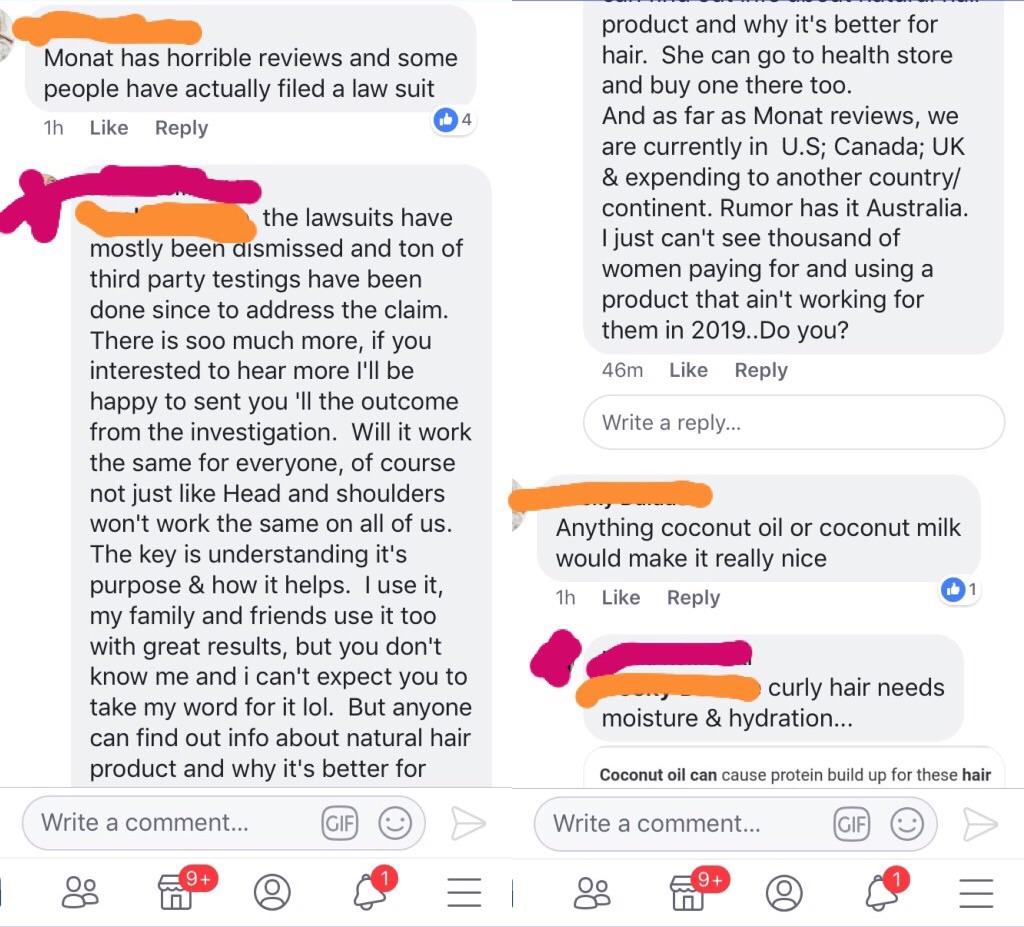 Monat has horrible reviews and some
people have actually filed a law suit
1h Like Reply
4
the lawsuits have
mostly been dismissed and ton of
third party testings have been
done since to address the claim.
There is soo much more, if you
interested to hear more I'll be
happy to sent you 'll the outcome
from the investigation. Will it work
the same for everyone, of course
not just like Head and shoulders
won't work the same on all of us.
The key is understanding it's
purpose & how it helps. I use it,
my family and friends use it too
with great results, but you don't
know me and i can't expect you to
take my word for it lol. But anyone
can find out info about natural hair
product and why it's better for
Write a comment...
GIF
9+
1
can find out info about natural hair
product and why it's better for
hair. She can go to health store
and buy one there too.
And as far as Monat reviews, we
are currently in U.S; Canada; UK
& expending to another country/
continent. Rumor has it Australia.
I just can't see thousand of
women paying for and using a
product that ain't working for
them in 2019..Do you?
46m Like Reply
Write a reply...
Anything coconut oil or coconut milk
would make it really nice
1h Like Reply
1
curly hair needs
moisture & hydration...
Coconut oil can cause protein build up for these hair
Write a comment...
GIF
9+
1